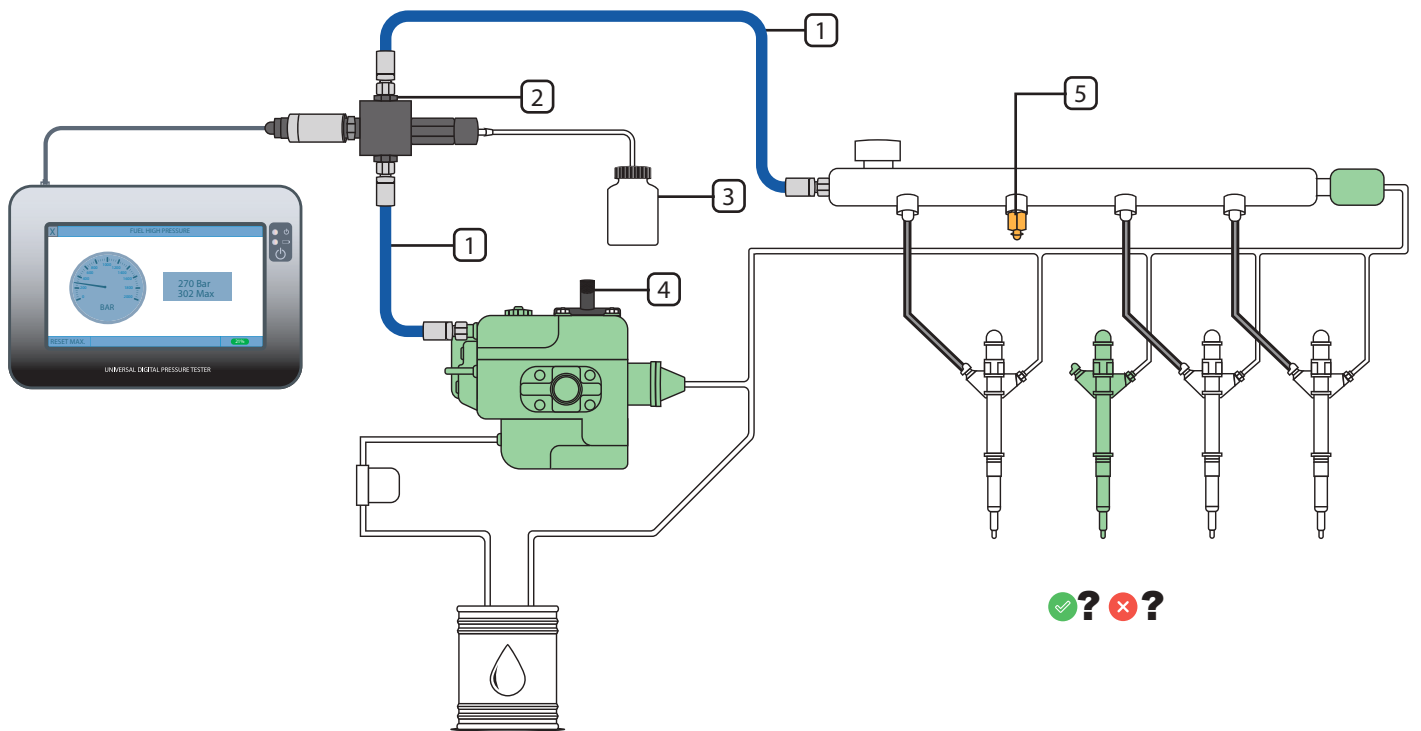 1
2
5
3
1
4
X
FUEL HIGH PRESSURE
270 Bar
302 Max
BAR
RESET MAX.
UNIVERSAL DIGITAL PRESSURE TESTER
? ?